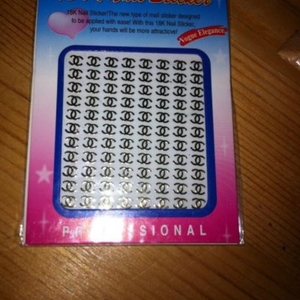 Nail Sticker
18K Nail Sticker!The new type of nail sticker designed
to be applied with ease! With this 18K Nail Sticker,
your hands will be more attractive!
Vogue Elegance
PROFESSIONAL